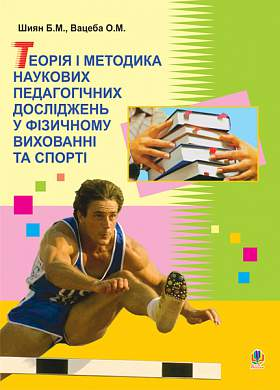 Шиян Б.М., Вацеба О.М.
ТЕОРІЯ І МЕТОДИКА
НАУКОВИХ
ПЕДАГОГІЧНИХ
ДОСЛІДЖЕНЬ
У ФІЗИЧНОМУ
ВИХОВАННІ
ТА СПОРТІ